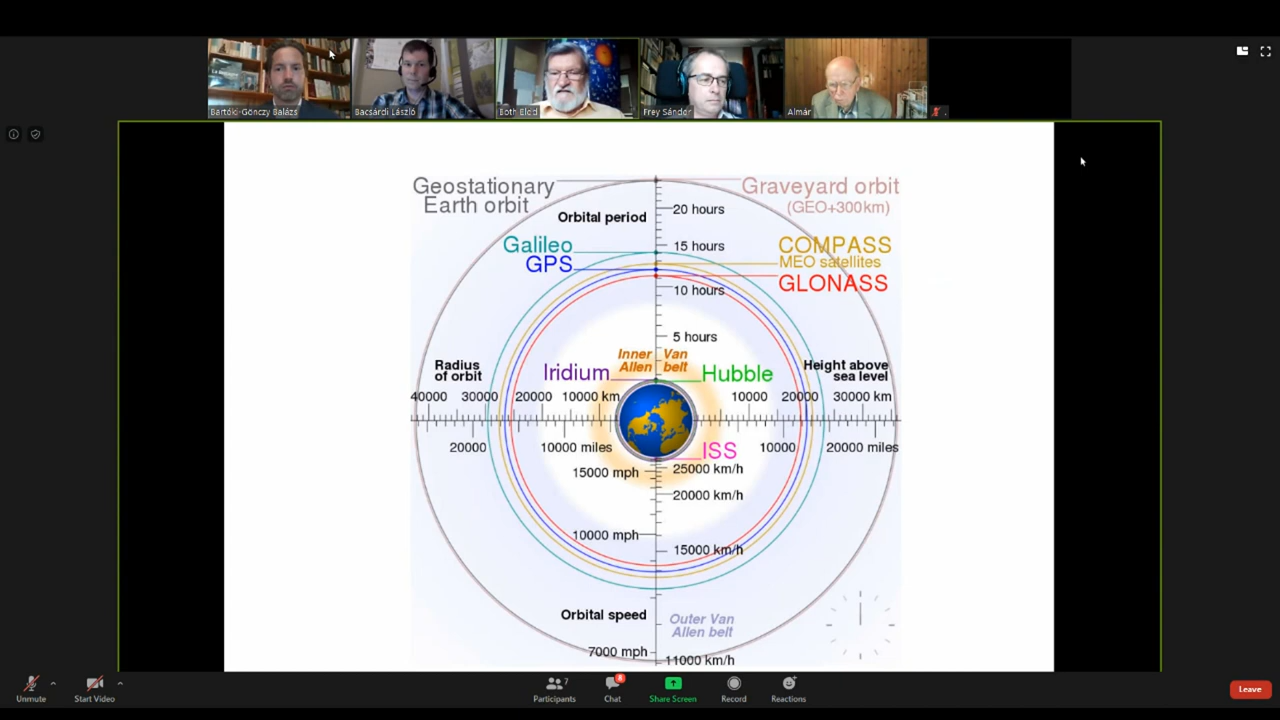 Bartóki-Gönczy Balázs
Bacsárdi László
Both Előd
Frey Sándor
Almár
Geostationary
Earth orbit
Graveyard orbit
(GEO+300km)
Orbital period
20 hours
Galileo
15 hours
COMPASS
GPS
MEO satellites
GLONASS
10 hours
5 hours
Inner Van
Allen belt
Radius
of orbit
Iridium
Hubble
Height above
sea level
40000 30000 20000 10000 km
10000 20000 30000 km
20000 10000 miles
10000 20000 miles
ISS
15000 mph
25000 km/h
20000 km/h
10000 mph
15000 km/h
Orbital speed
Outer Van
Allen belt
7000 mph
11000 km/h
Unmute
Start Video
Participants
7
Chat
8
Share Screen
Record
Reactions
Leave